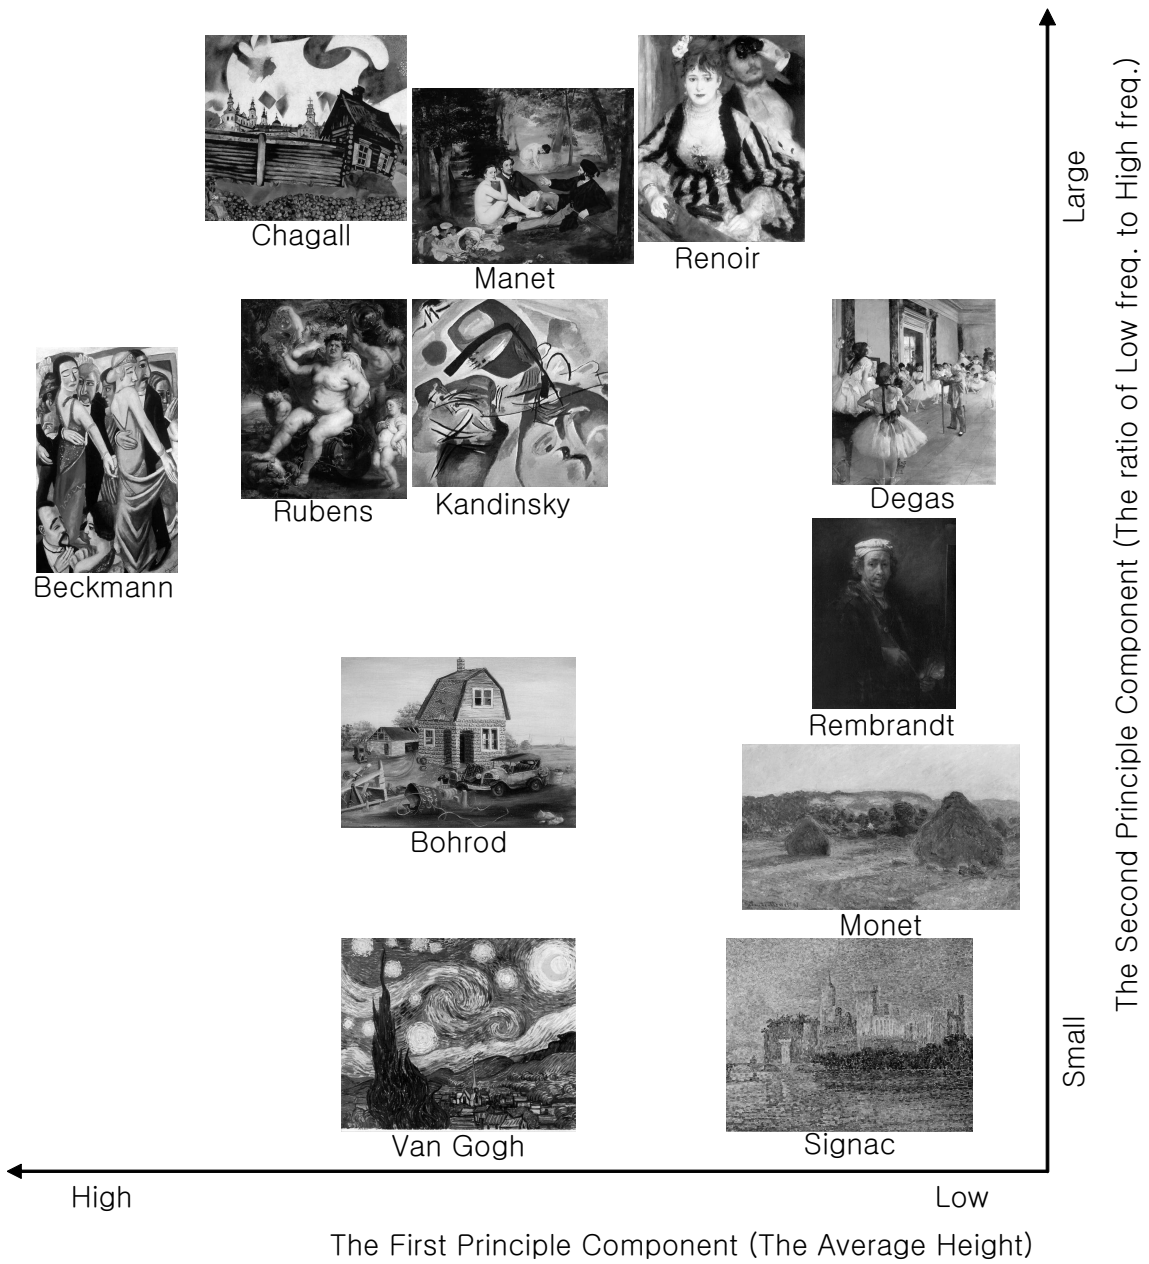 Chagall
Manet
Renoir
Beckmann
Rubens
Kandinsky
Degas
Rembrandt
Bohrod
Monet
Van Gogh
Signac
Large
Small
The Second Principle Component (The ratio of Low freq. to High freq.)
High
Low
The First Principle Component (The Average Height)